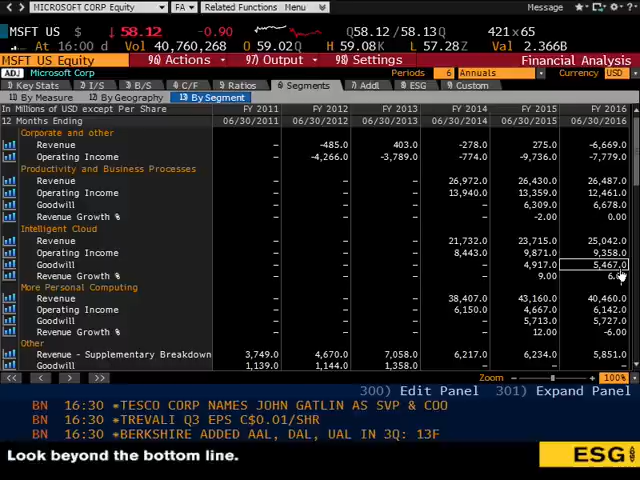 MICROSOFT CORP Equity FA Related Functions Menu Message
MSFT US $ ↓ 58.12 -0.90 Q58.12 / 58.13Q 421 x 65
At 16:00 d Vol 40,760,268 O 59.02Q H 59.08K L 57.28Z Val 2.366B
MSFT US Equity 96) Actions 97) Output 98) Settings Financial Analysis
ADJ Microsoft Corp Periods 6 Annuals Currency USD
Key Stats 2) I/S 3) B/S 4) C/F 5) Ratios 6) Segments 7) Addl 8) ESG 9) Custom
11) By Measure 12) By Geography 13) By Segment
In Millions of USD except Per Share FY 2011 FY 2012 FY 2013 FY 2014 FY 2015 FY 2016
12 Months Ending 06/30/2011 06/30/2012 06/30/2013 06/30/2014 06/30/2015 06/30/2016
Corporate and other
Revenue – -485.0 403.0 -278.0 275.0 -6,669.0
Operating Income – -4,266.0 -3,789.0 -774.0 -9,736.0 -7,779.0
Productivity and Business Processes
Revenue – – – 26,972.0 26,430.0 26,487.0
Operating Income – – – 13,940.0 13,359.0 12,461.0
Goodwill – – – – 6,309.0 6,678.0
Revenue Growth % – – – – -2.00 0.00
Intelligent Cloud
Revenue – – – 21,732.0 23,715.0 25,042.0
Operating Income – – – 8,443.0 9,871.0 9,358.0
Goodwill – – – – 4,917.0 5,467.0
Revenue Growth % – – – – 9.00
More Personal Computing
Revenue – – – 38,407.0 43,160.0 40,460.0
Operating Income – – – 6,150.0 4,667.0 6,142.0
Goodwill – – – – 5,713.0 5,727.0
Revenue Growth % – – – – 12.00 -6.00
Other
Revenue - Supplementary Breakdown 3,749.0 4,670.0 7,058.0 6,217.0 6,234.0 5,851.0
Goodwill 1,139.0 1,144.0 1,358.0 – – –
Zoom 100%
300) Edit Panel 301) Expand Panel
BN 16:30 *TESCO CORP NAMES JOHN GATLIN AS SVP & COO
BN 16:30 *TREVALI Q3 EPS C$0.01/SHR
BN 16:30 *BERKSHIRE ADDED AAL, DAL, UAL IN 3Q: 13F
Look beyond the bottom line. ESG